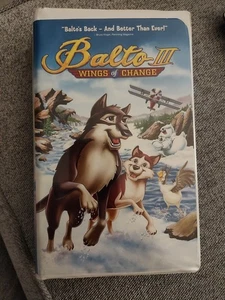 "Balto's Back - And Better Than Ever!"
Balto III
WINGS of CHANGE